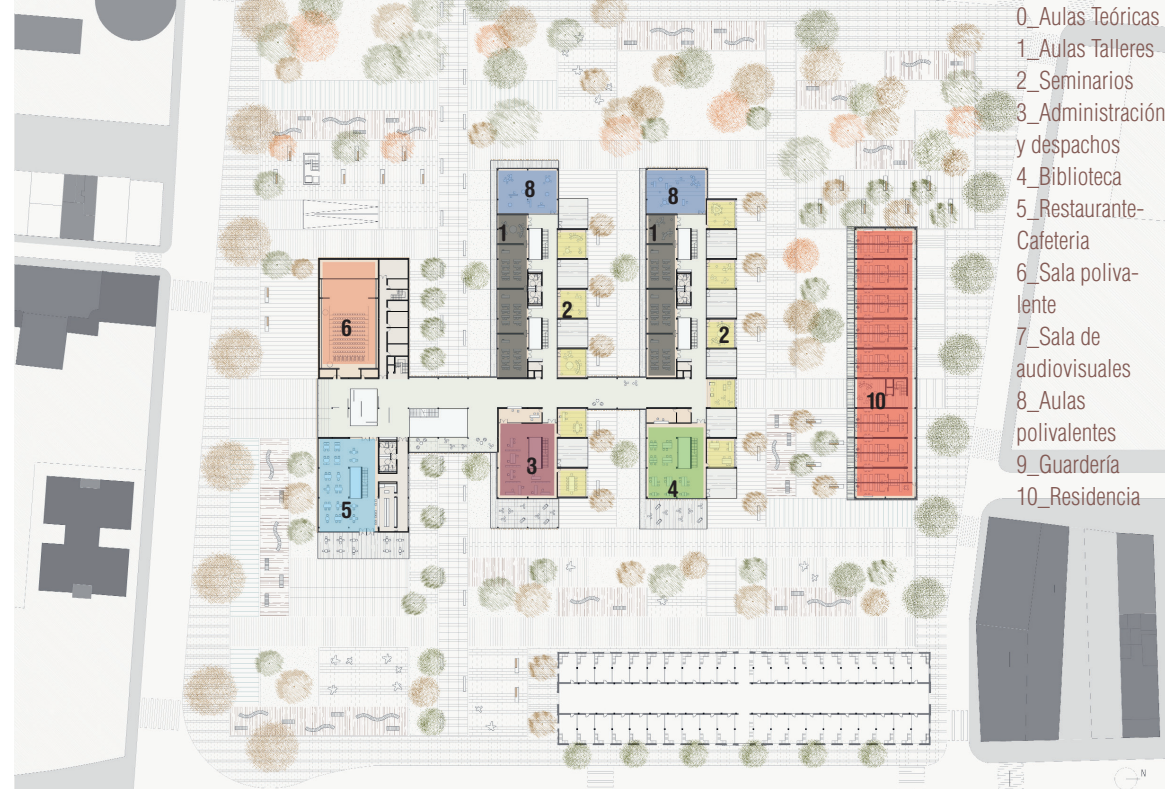 0_Aulas Teóricas
1_Aulas Talleres
2_Seminarios
3_Administración
y despachos
4_Biblioteca
5_Restaurante-
Cafeteria
6_Sala poliva-
lente
7_Sala de
audiovisuales
8_Aulas
polivalentes
9_Guardería
10_Residencia
8
8
1
1
2
6
2
10
3
4
5
N